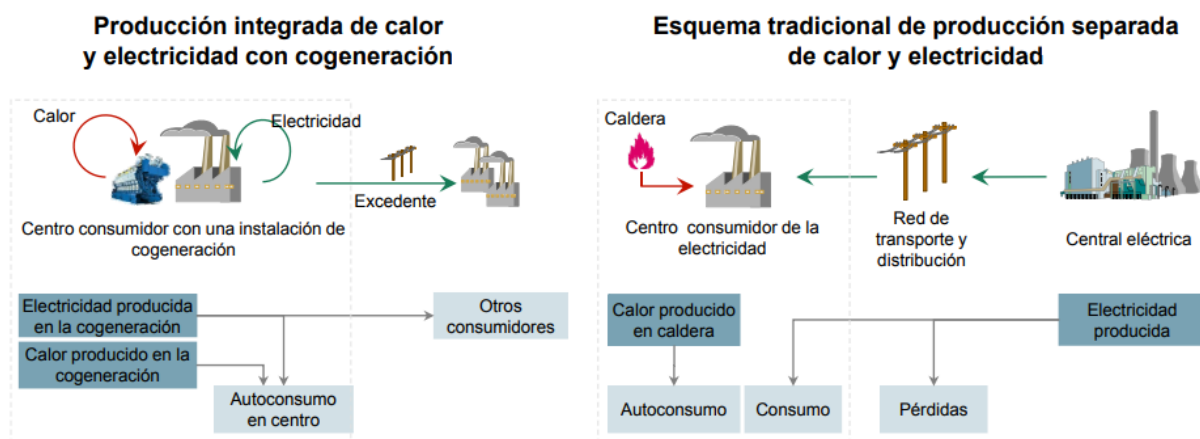 Producción integrada de calor
y electricidad con cogeneración
Calor
Electricidad
Excedente
Centro consumidor con una instalación de
cogeneración
Electricidad producida
en la cogeneración
Calor producido en la
cogeneración
Otros
consumidores
Autoconsumo
en centro
Esquema tradicional de producción separada
de calor y electricidad
Caldera
Centro consumidor de la
electricidad
Red de
transporte y
distribución
Central eléctrica
Calor producido
en caldera
Electricidad
producida
Autoconsumo
Consumo
Pérdidas